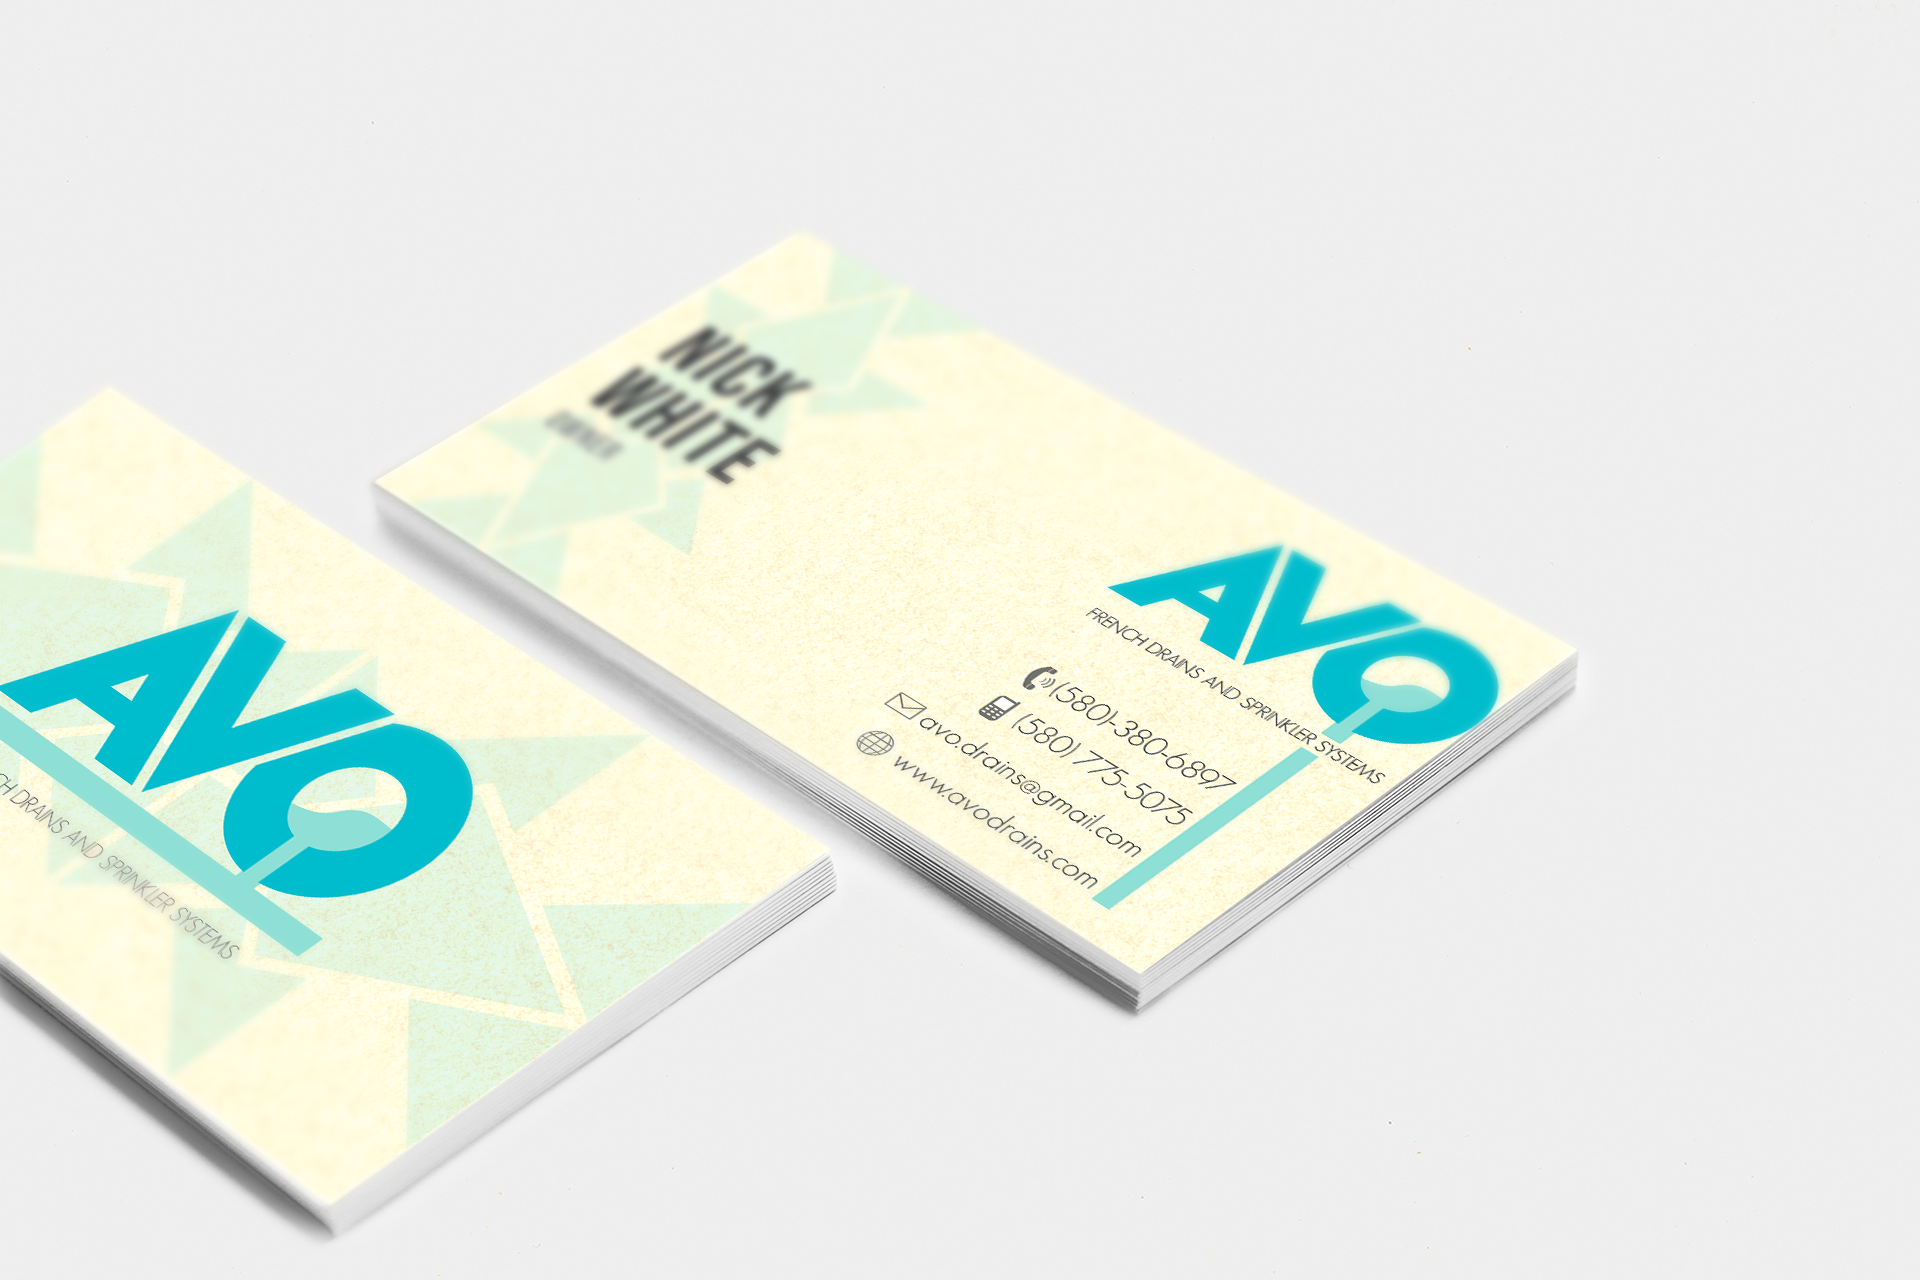 NICK
WHITE
OWNER
AVO
FRENCH DRAINS AND SPRINKLER SYSTEMS
(580)-380-6897
(580) 775-5075
avo.drains@gmail.com
www.avodrains.com
AVO
CH DRAINS AND SPRINKLER SYSTEMS